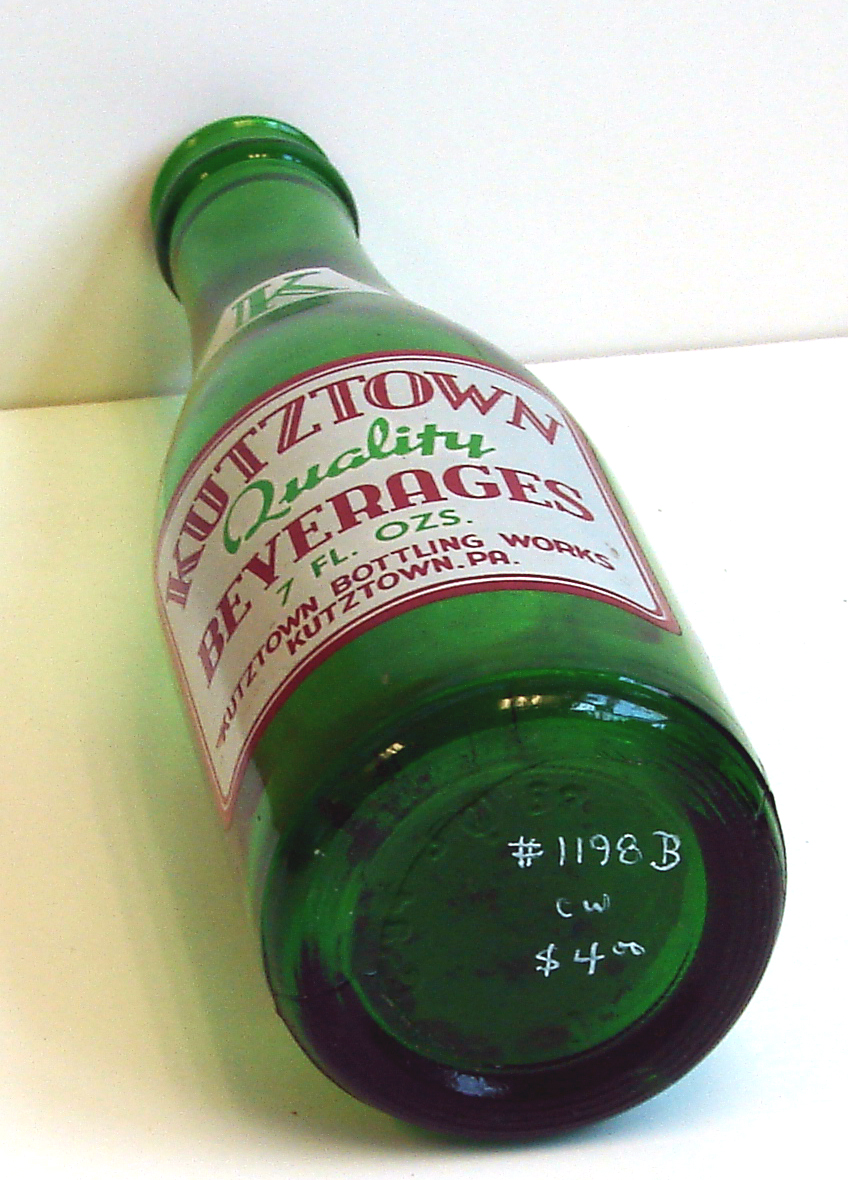 K
KUTZTOWN
Quality
BEVERAGES
7 FL. OZS.
KUTZTOWN BOTTLING WORKS
KUTZTOWN. PA.
#1198B
CW
$4.00